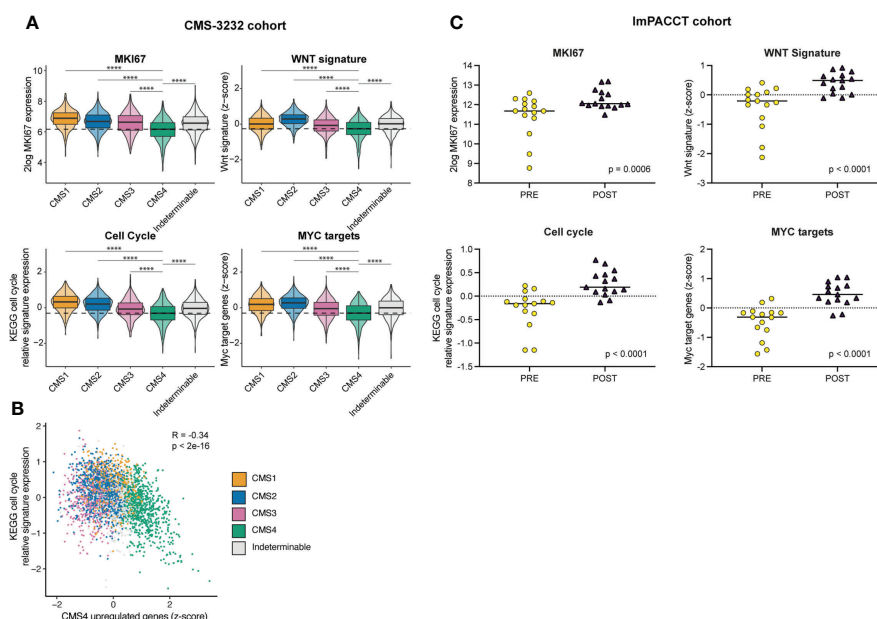 A
CMS-3232 cohort
MKI67
2log MKI67 expression
10
8
6
4
****
****
****
****
CMS1
CMS2
CMS3
CMS4
Indeterminable
WNT signature
Wnt signature (z-score)
2
0
-2
****
****
****
****
CMS1
CMS2
CMS3
CMS4
Indeterminable
Cell Cycle
KEGG cell cycle
relative signature expression
2
0
-2
****
****
****
****
CMS1
CMS2
CMS3
CMS4
Indeterminable
MYC targets
Myc target genes (z-score)
2
0
-2
****
****
****
****
CMS1
CMS2
CMS3
CMS4
Indeterminable
B
KEGG cell cycle
relative signature expression
2
1
0
-1
-2
R = -0.34
p < 2e-16
-2
0
2
CMS4 upregulated genes (z-score)
CMS1
CMS2
CMS3
CMS4
Indeterminable
C
ImPACCT cohort
MKI67
2log MKI67 expression
14
13
12
11
10
9
8
p = 0.0006
PRE
POST
WNT Signature
Wnt signature (z-score)
1
0
-1
-2
-3
p < 0.0001
PRE
POST
Cell cycle
KEGG cell cycle
relative signature expression
1.0
0.5
0.0
-0.5
-1.0
-1.5
p < 0.0001
PRE
POST
MYC targets
Myc target genes (z-score)
2
1
0
-1
-2
p < 0.0001
PRE
POST